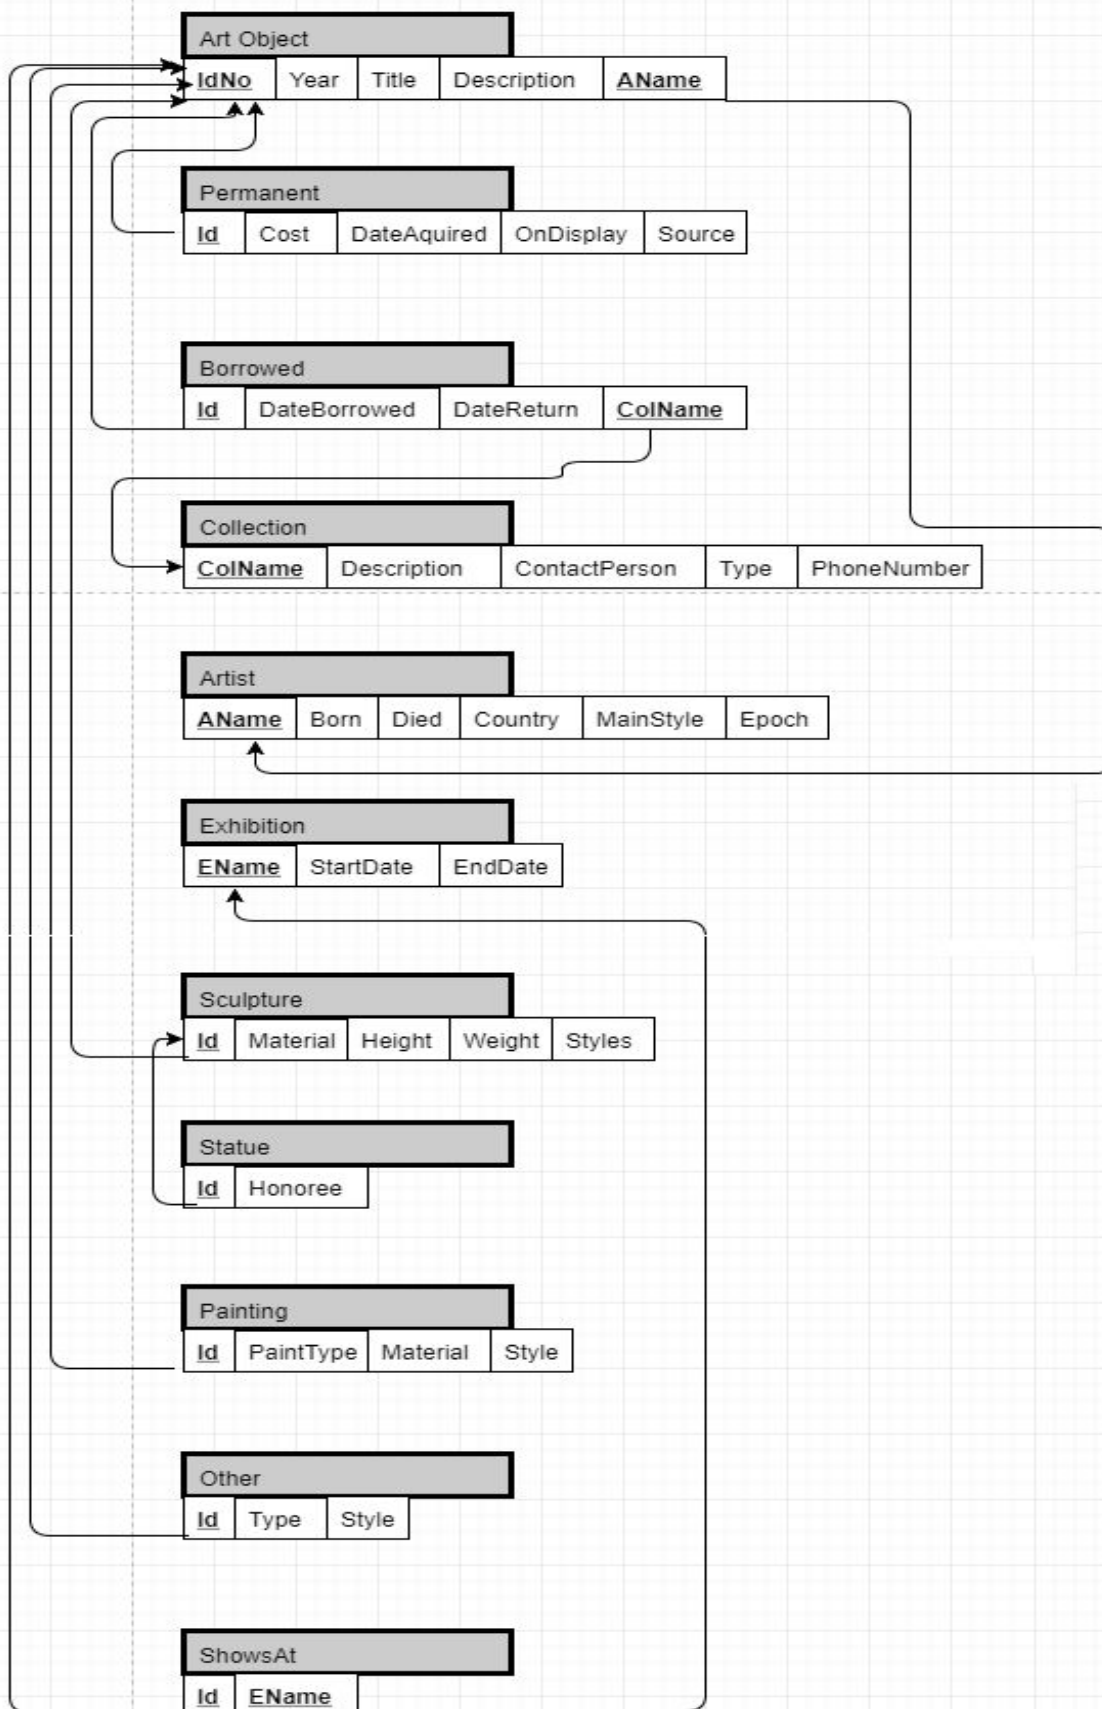 Art Object
IdNo Year Title Description AName
Permanent
Id Cost DateAquired OnDisplay Source
Borrowed
Id DateBorrowed DateReturn ColName
Collection
ColName Description ContactPerson Type PhoneNumber
Artist
AName Born Died Country MainStyle Epoch
Exhibition
EName StartDate EndDate
Sculpture
Id Material Height Weight Styles
Statue
Id Honoree
Painting
Id PaintType Material Style
Other
Id Type Style
ShowsAt
Id EName